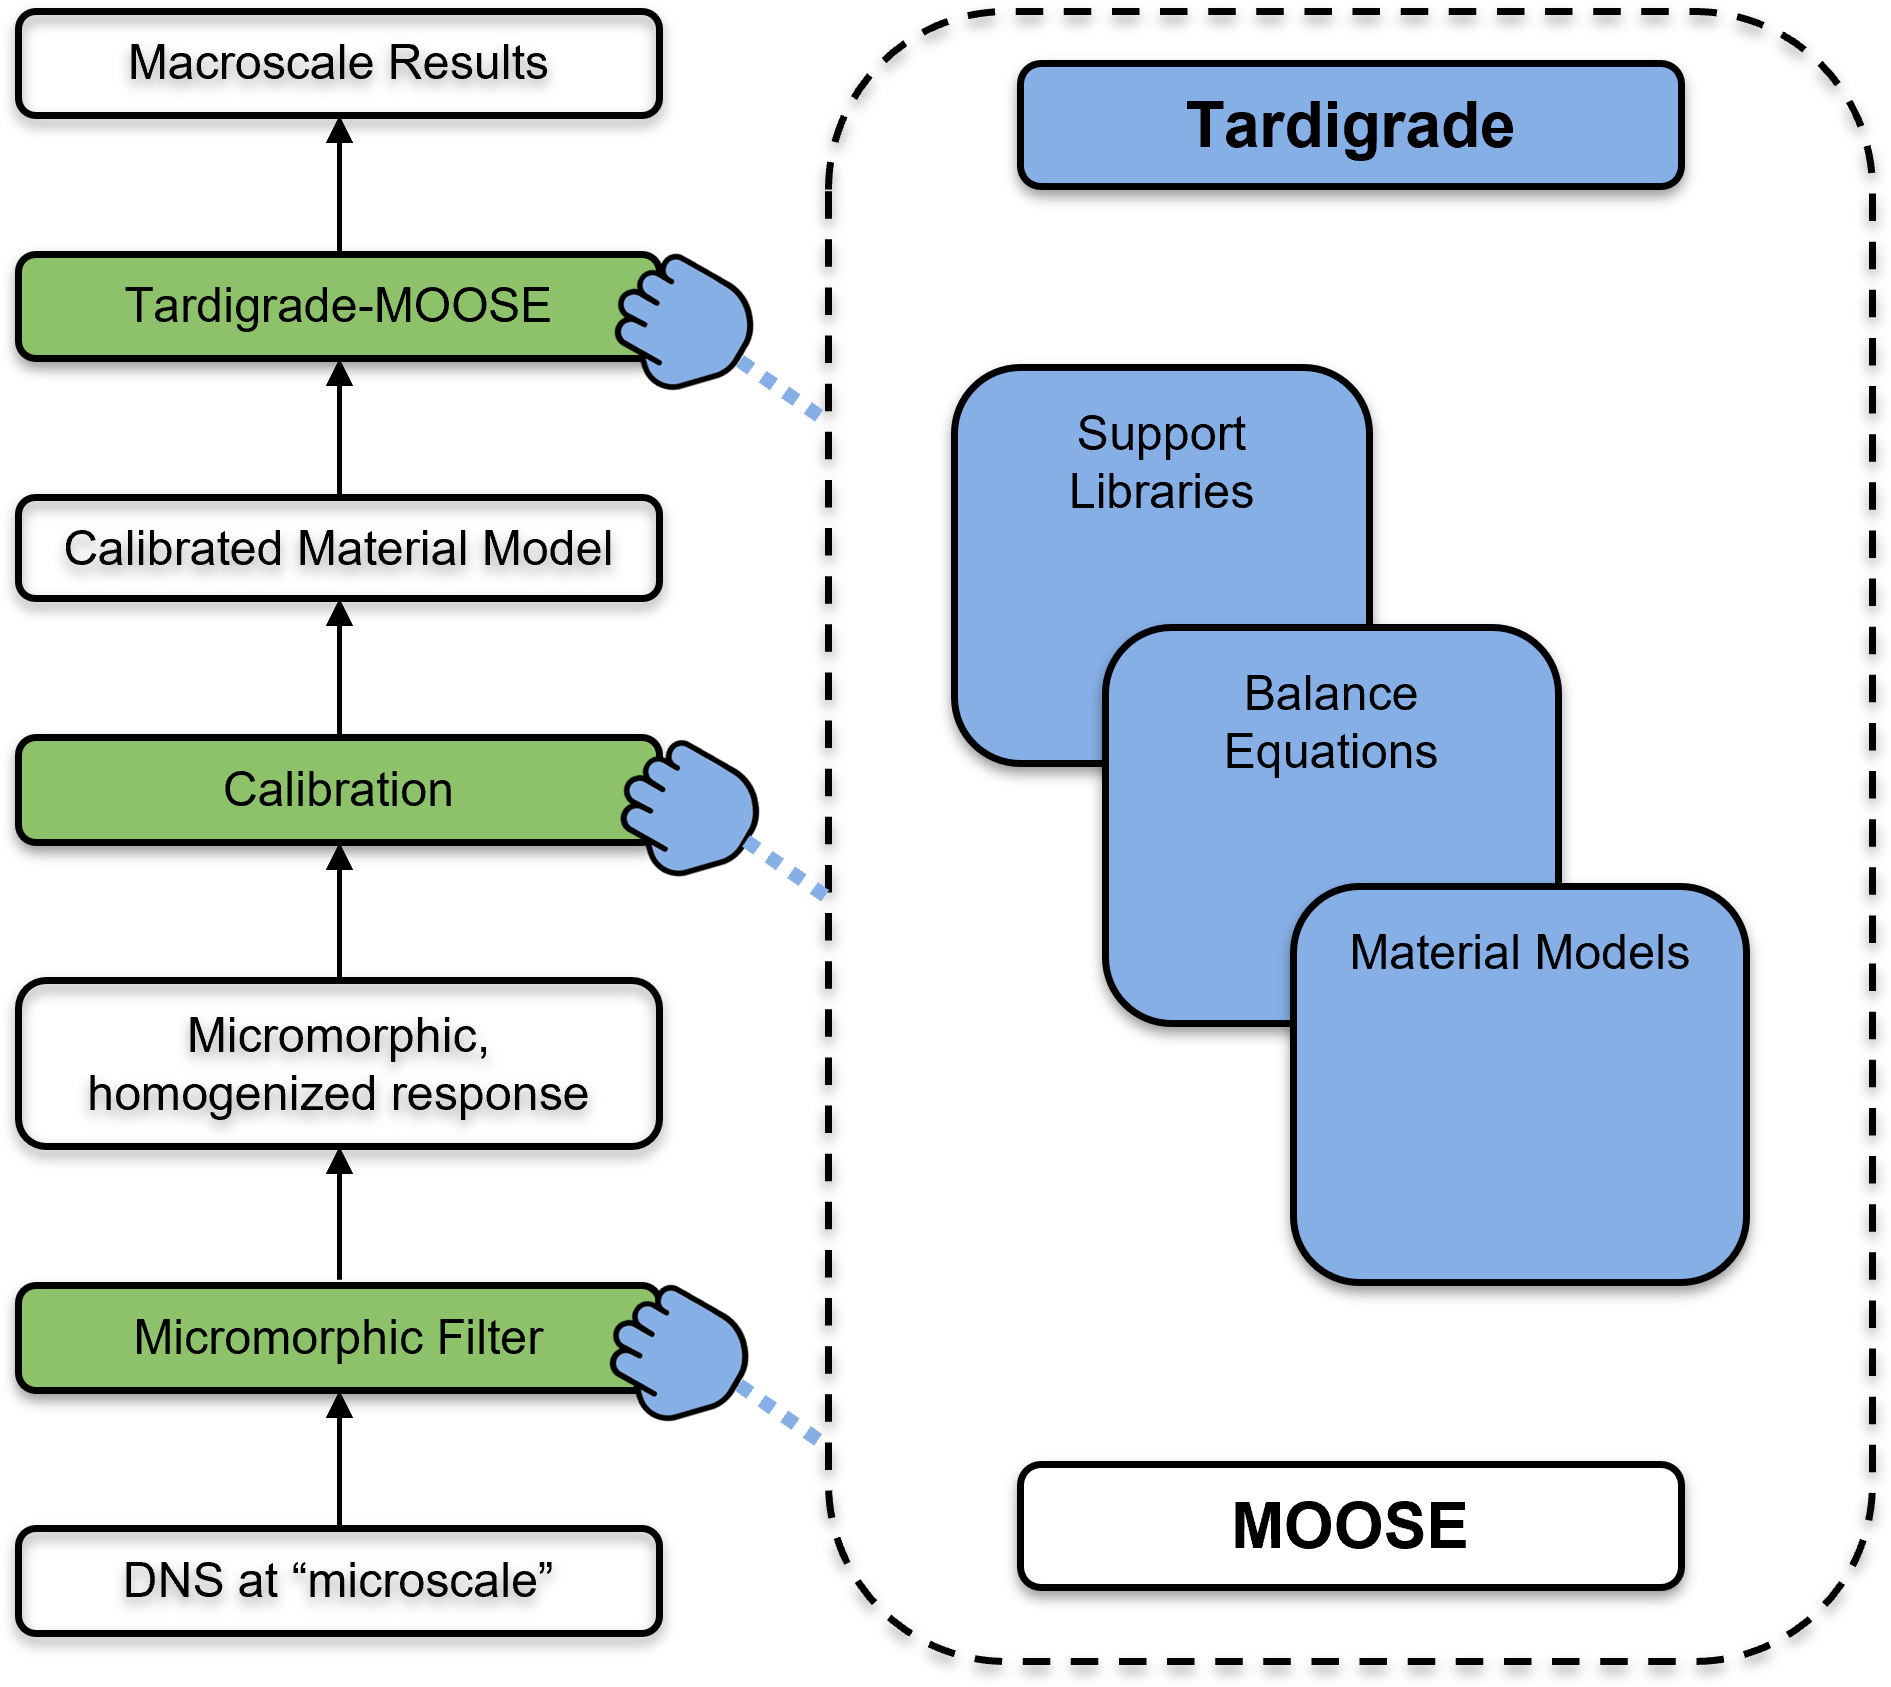 Macroscale Results
Tardigrade-MOOSE
Calibrated Material Model
Calibration
Micromorphic,
homogenized response
Micromorphic Filter
DNS at “microscale”
Tardigrade
Support
Libraries
Balance
Equations
Material Models
MOOSE